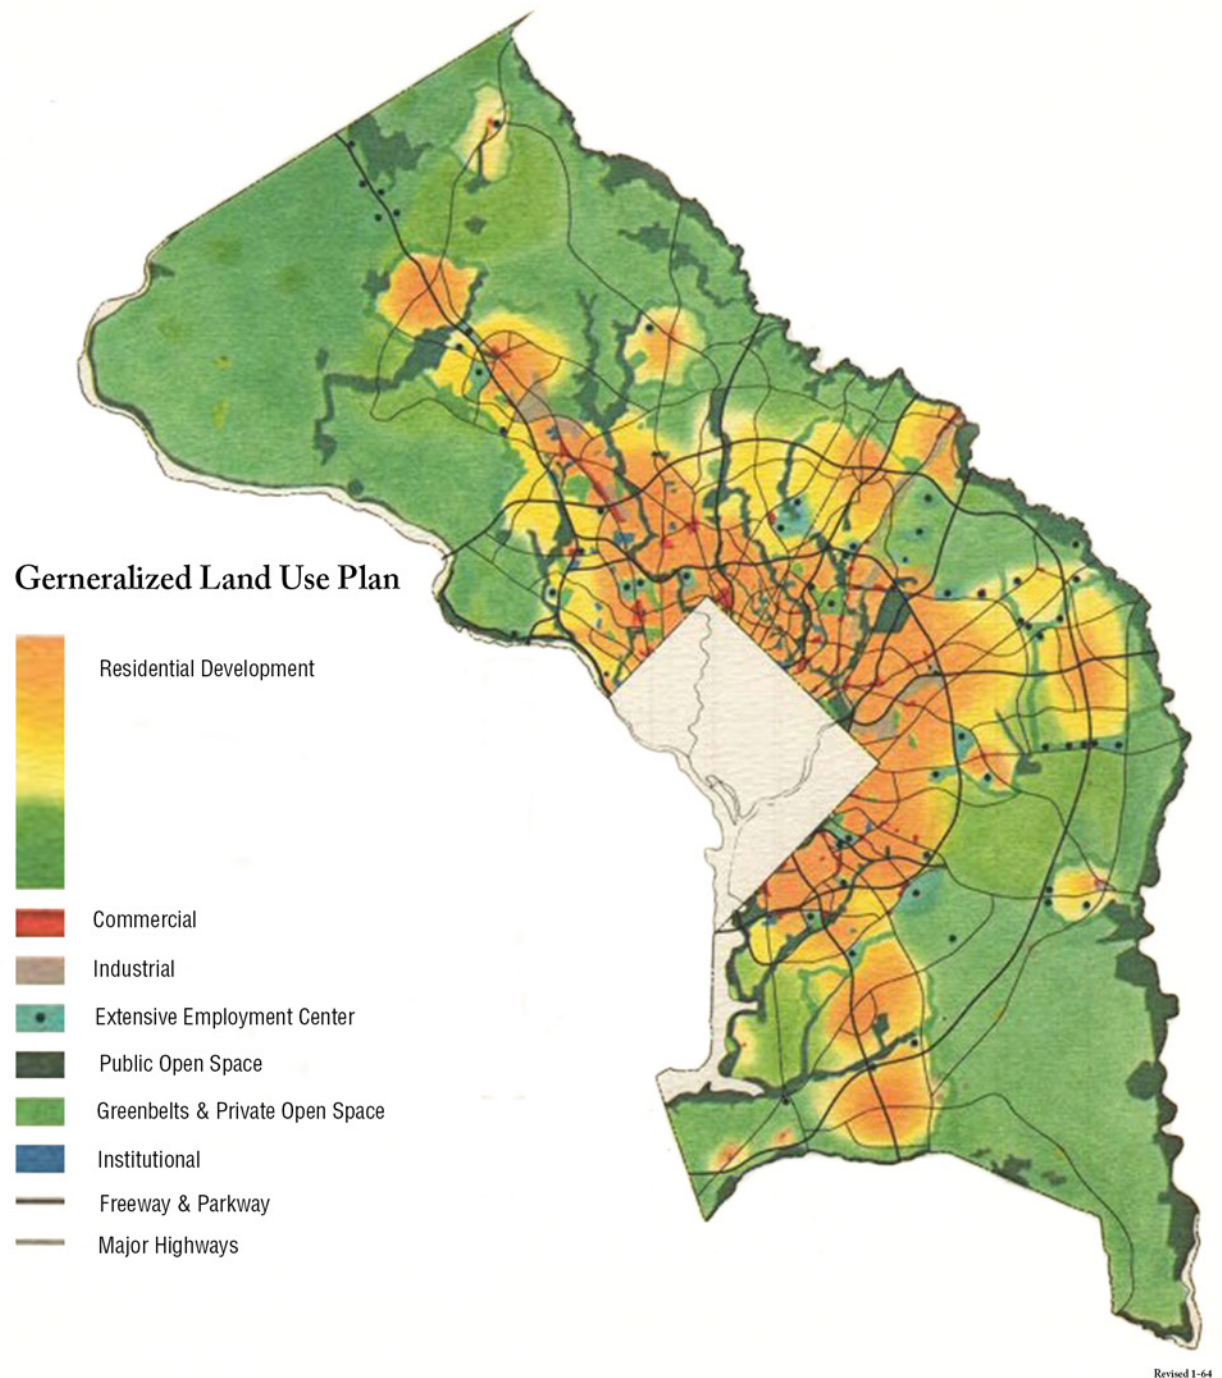 Gerneralized Land Use Plan
Residential Development
Commercial
Industrial
Extensive Employment Center
Public Open Space
Greenbelts & Private Open Space
Institutional
Freeway & Parkway
Major Highways
Revised 1-64